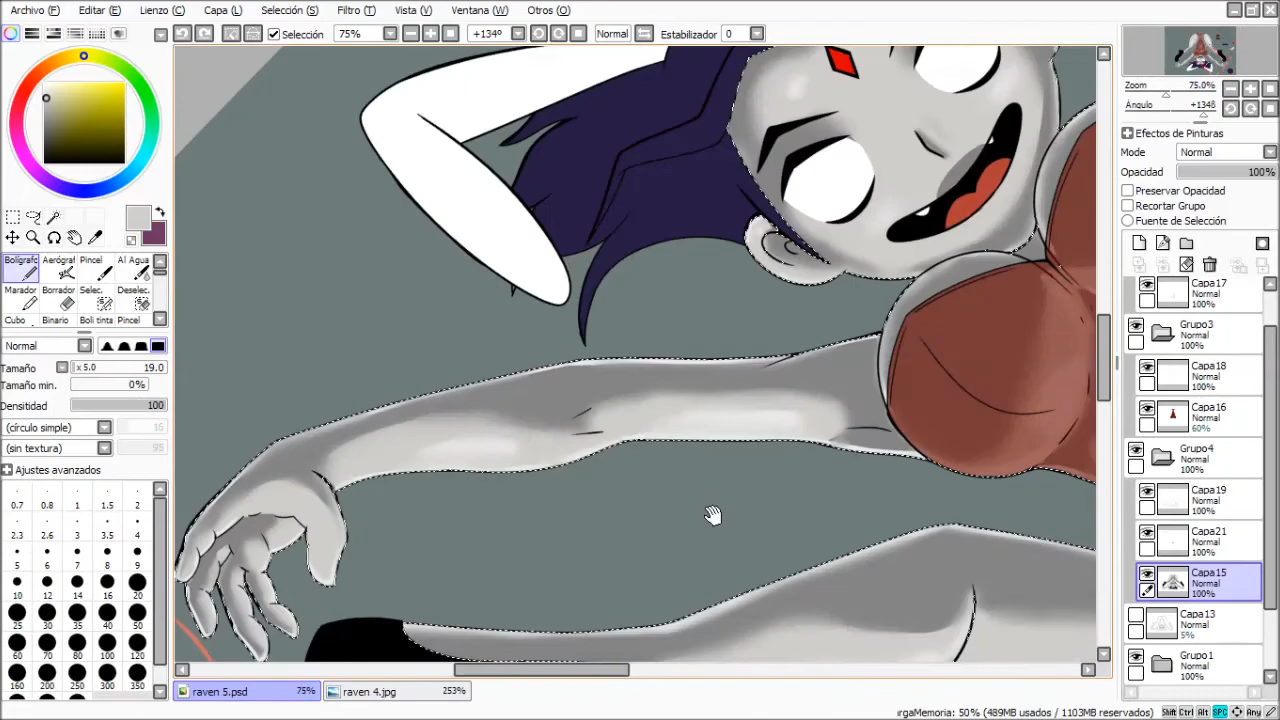 Archivo (F) Editar (E) Lienzo (C) Capa (L) Selección (S) Filtro (T) Vista (V) Ventana (W) Otros (O)
Selección 75% +134º Normal Estabilizador 0
Zoom 75.0%
Ángulo +134§
Efectos de Pinturas
Modo Normal
Opacidad 100%
Preservar Opacidad
Recortar Grupo
Fuente de Selección
Bolígrafo Aerógraf Pincel Al Agua
Marador Borrador Selec. Deselec.
Cubo Binario Boli tinta Pincel
Normal
Tamaño x 5.0 19.0
Tamaño min. 0%
Densidad 100
(círculo simple) 16
(sin textura) 95
Ajustes avanzados
0.7 0.8 1 1.5 2
2.3 2.6 3 3.5 4
5 6 7 8 9
10 12 14 16 20
25 30 35 40 50
60 70 80 100 120
160 200 250 300 350
Capa17
Normal
100%
Grupo3
Normal
100%
Capa18
Normal
100%
Capa16
Normal
60%
Grupo4
Normal
100%
Capa19
Normal
100%
Capa21
Normal
100%
Capa15
Normal
100%
Capa13
Normal
5%
Grupo1
Normal
100%
raven 5.psd 75% raven 4.jpg 253%
rgaMemoria: 50% (489MB usados / 1103MB reservados) Shift Ctrl Alt SPC Any